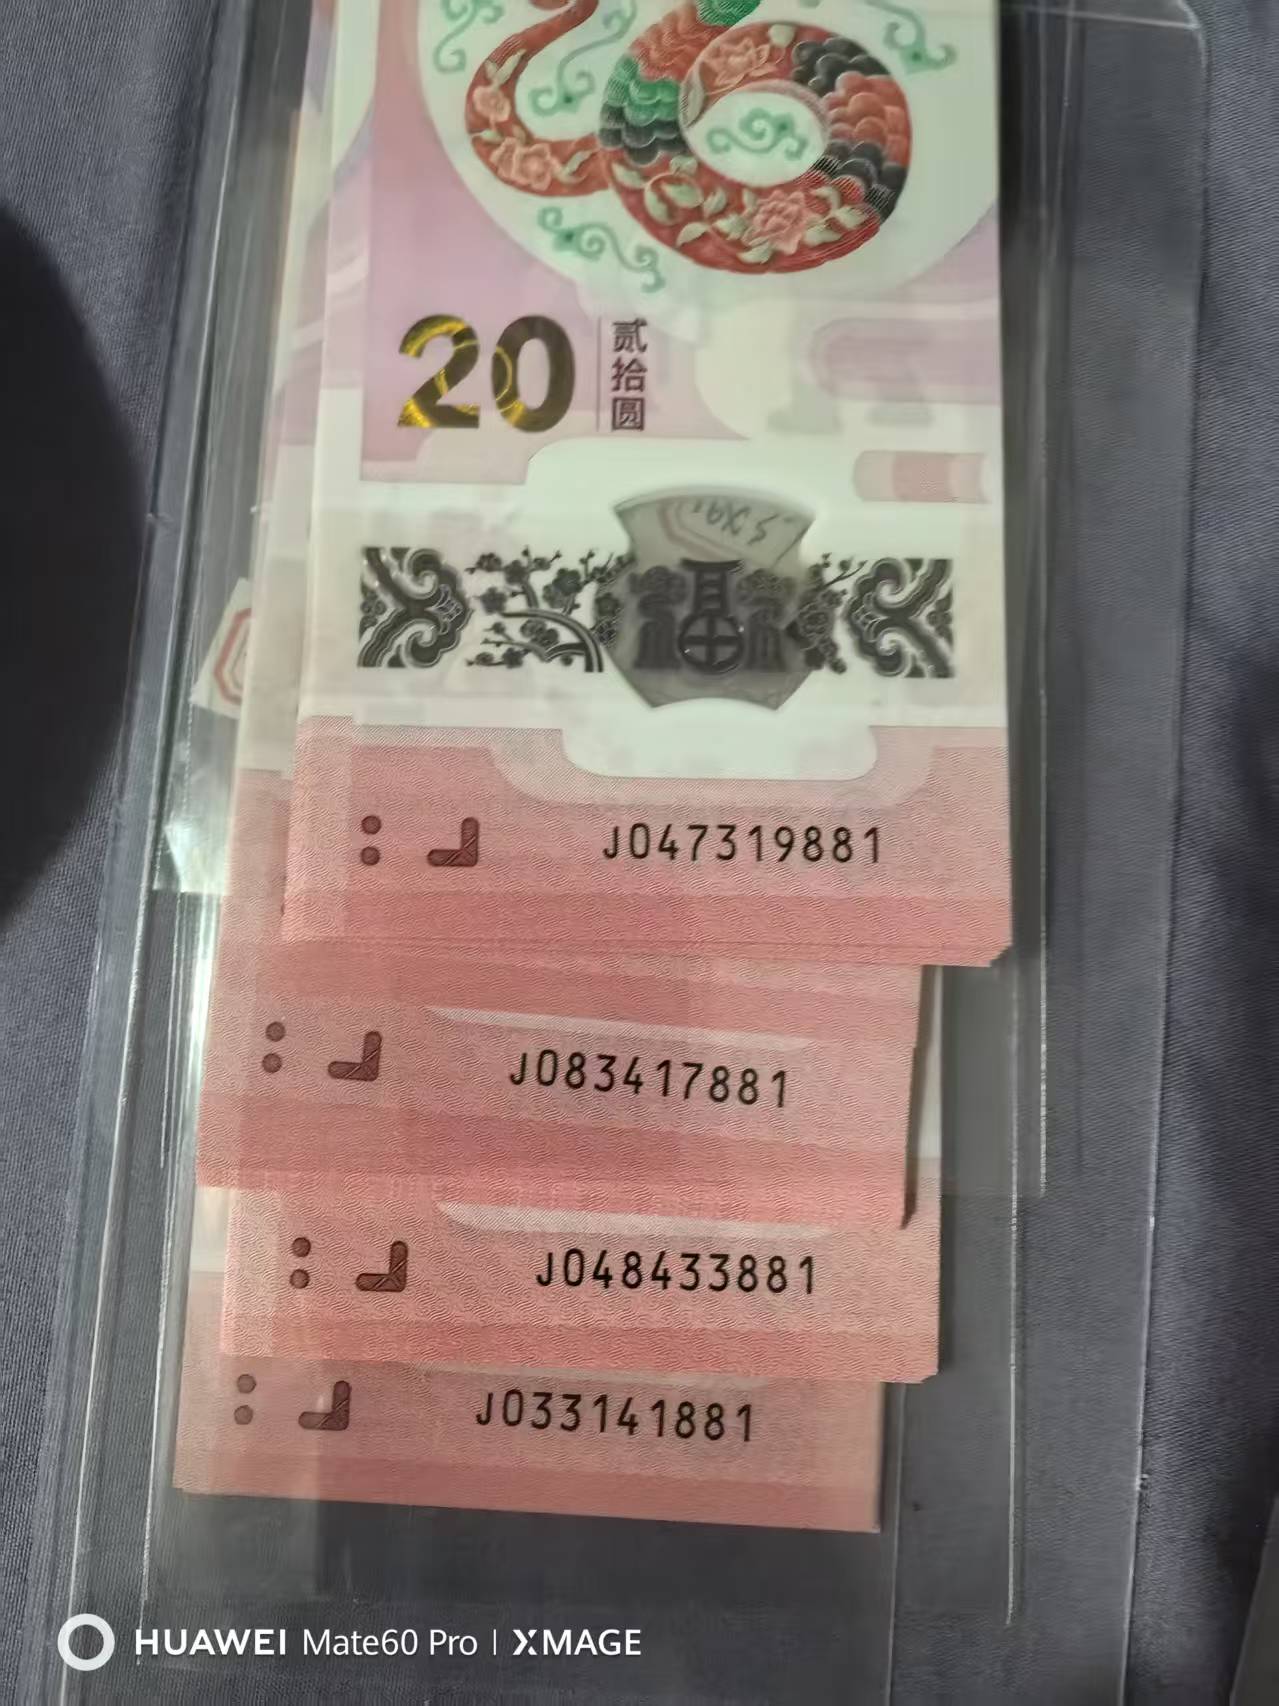 20
贰拾圆
J047319881
J083417881
J048433881
J033141881
HUAWEI Mate60 Pro | XMAGE